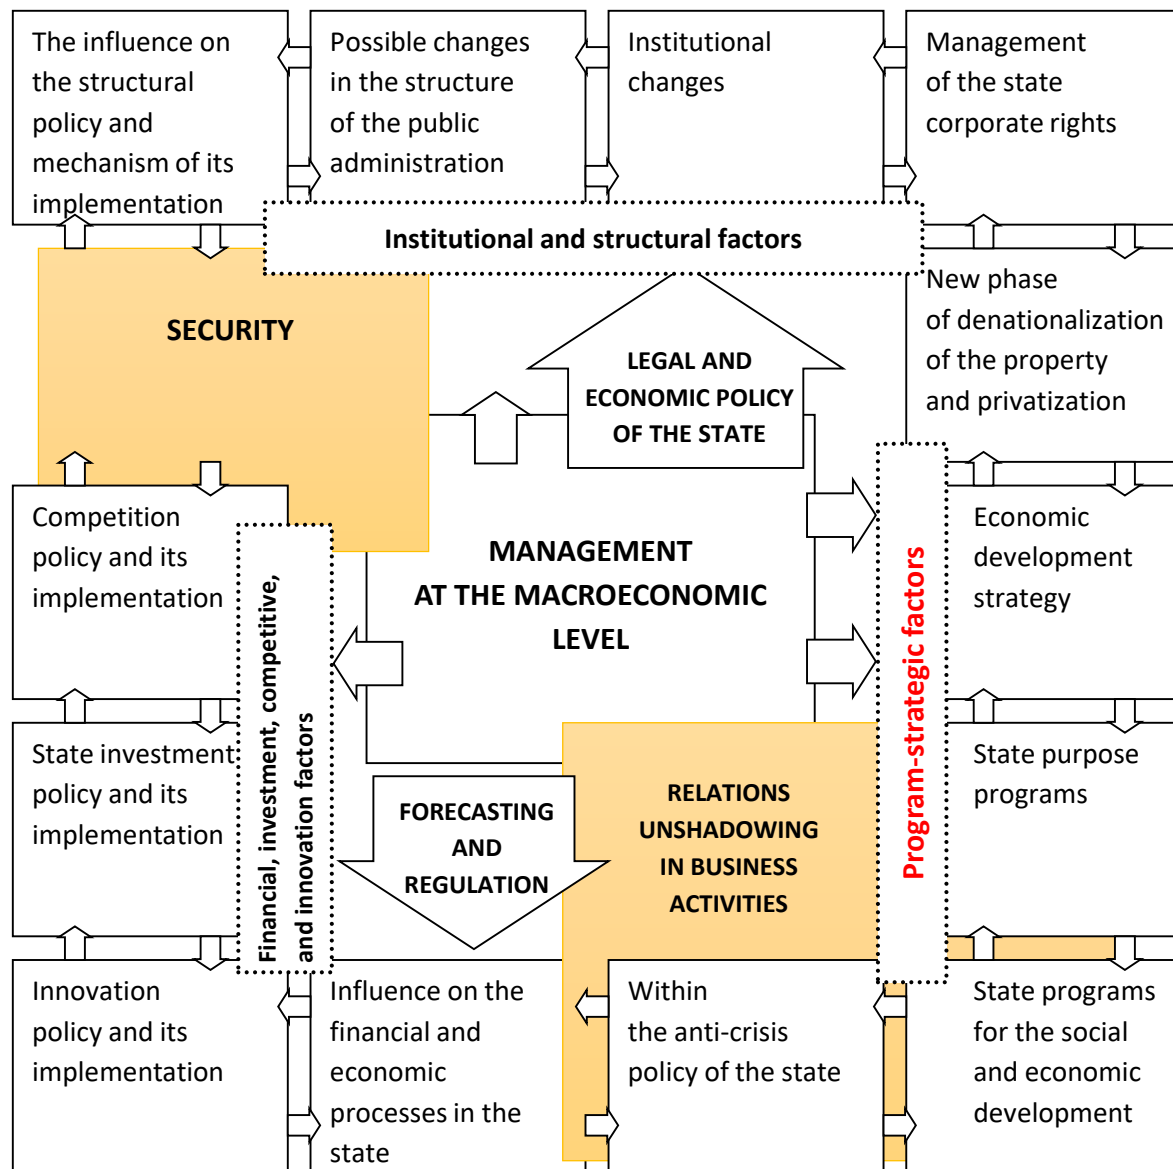 The influence on
the structural
policy and
mechanism of its
implementation
Possible changes
in the structure
of the public
administration
Institutional
changes
Management
of the state
corporate rights
Institutional and structural factors
SECURITY
LEGAL AND
ECONOMIC POLICY
OF THE STATE
New phase
of denationalization
of the property
and privatization
Competition
policy and its
implementation
Financial, investment, competitive,
and innovation factors
MANAGEMENT
AT THE MACROECONOMIC
LEVEL
Program-strategic factors
Economic
development
strategy
State investment
policy and its
implementation
FORECASTING
AND
REGULATION
RELATIONS
UNSHADOWING
IN BUSINESS
ACTIVITIES
State purpose
programs
Innovation
policy and its
implementation
Influence on the
financial and
economic
processes in the
state
Within
the anti-crisis
policy of the state
State programs
for the social
and economic
development